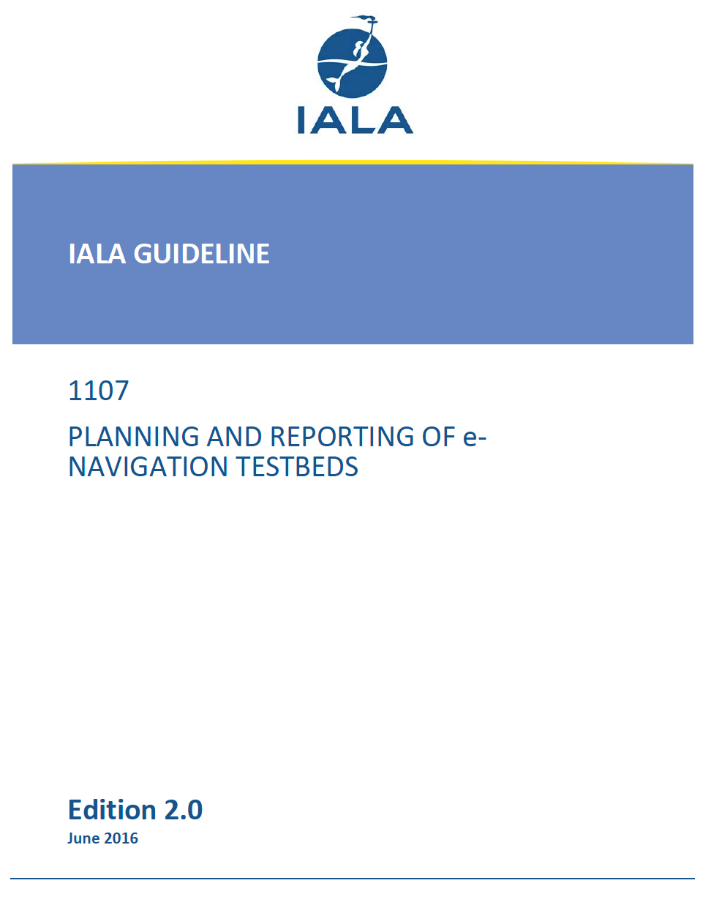 IALA
IALA GUIDELINE
1107
PLANNING AND REPORTING OF e-
NAVIGATION TESTBEDS
Edition 2.0
June 2016